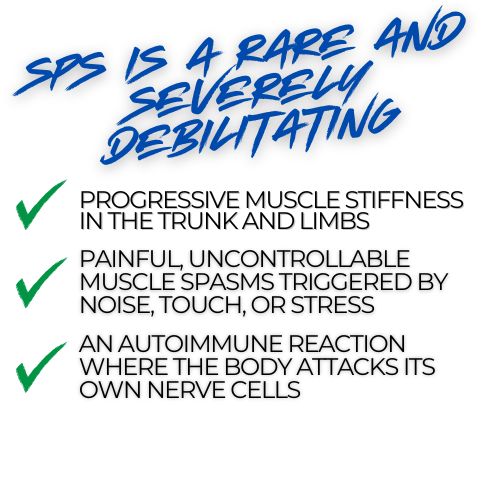 SPS IS A RARE AND
SEVERELY
DEBILITATING
PROGRESSIVE MUSCLE STIFFNESS
IN THE TRUNK AND LIMBS
PAINFUL, UNCONTROLLABLE
MUSCLE SPASMS TRIGGERED BY
NOISE, TOUCH, OR STRESS
AN AUTOIMMUNE REACTION
WHERE THE BODY ATTACKS ITS
OWN NERVE CELLS